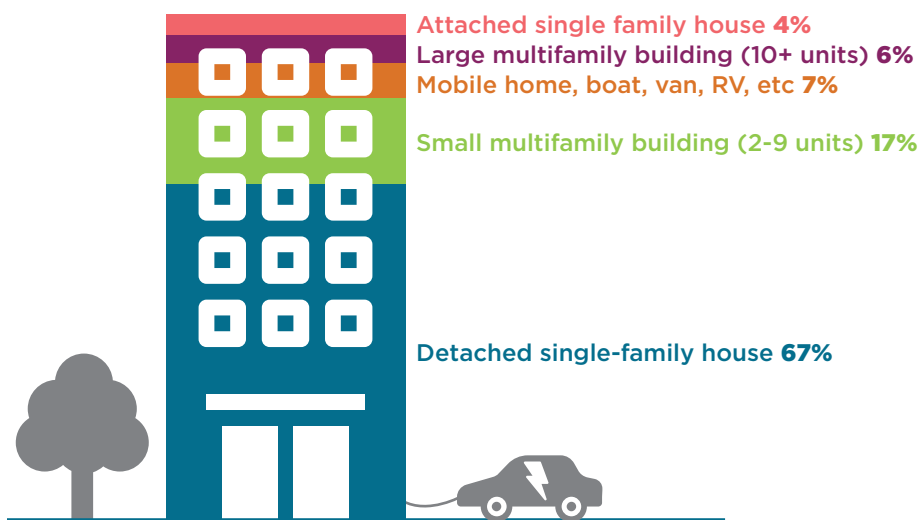 Attached single family house 4%
Large multifamily building (10+ units) 6%
Mobile home, boat, van, RV, etc 7%
Small multifamily building (2-9 units) 17%
Detached single-family house 67%